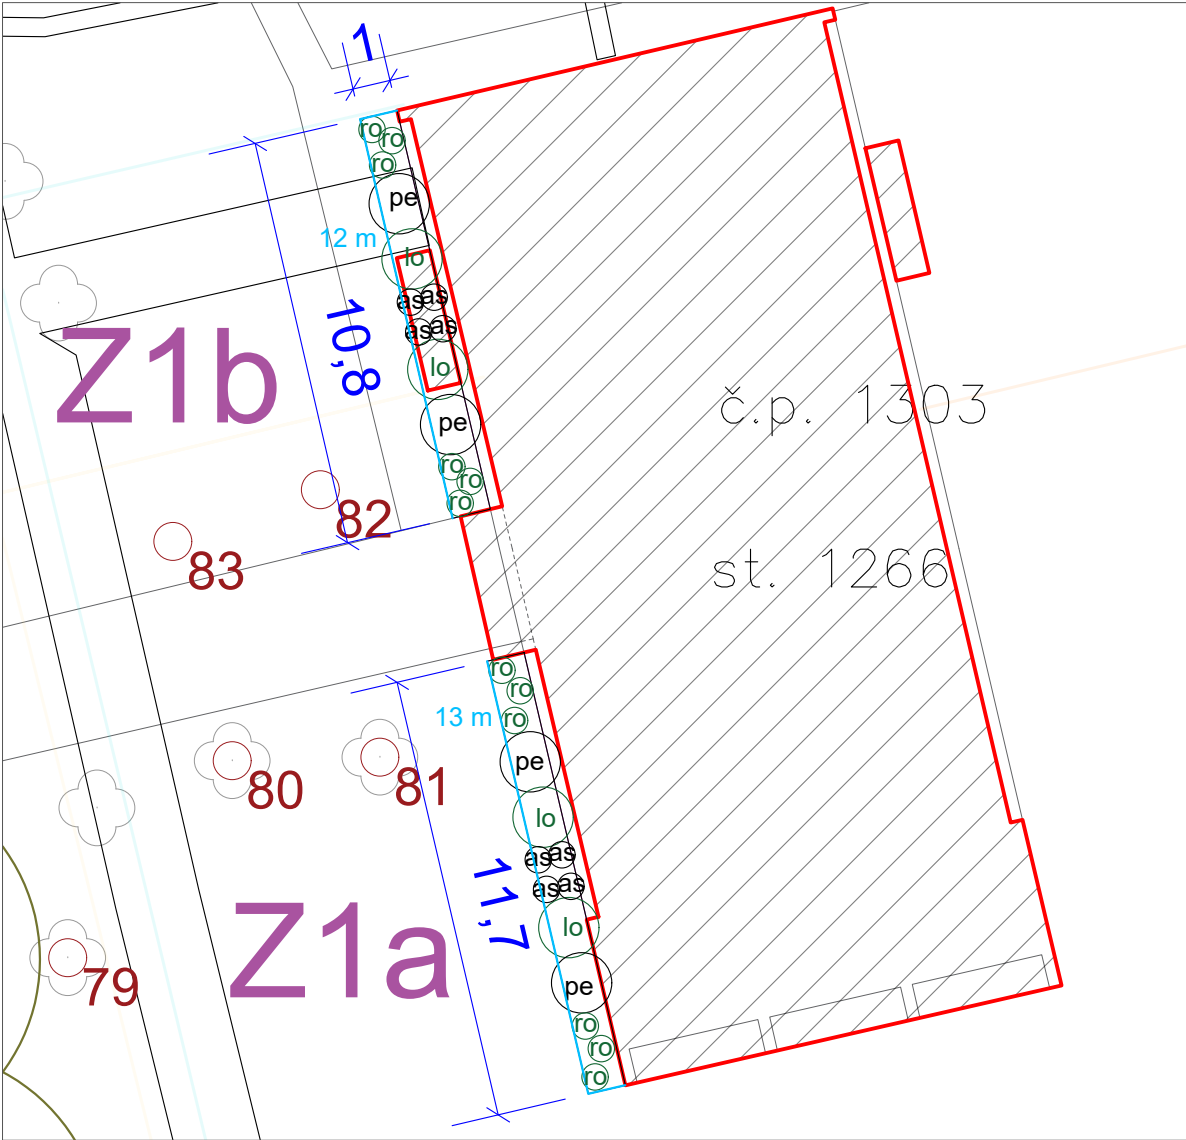 1
ro
ro
ro
pe
12 m
lo
as as
as as
10,8
lo
Z1b
č.p. 1303
pe
ro
ro
ro
82
83
st. 1266
ro
ro
13 m
ro
pe
80
81
lo
as as
as as
11,7
lo
Z1a
79
pe
ro
ro
ro